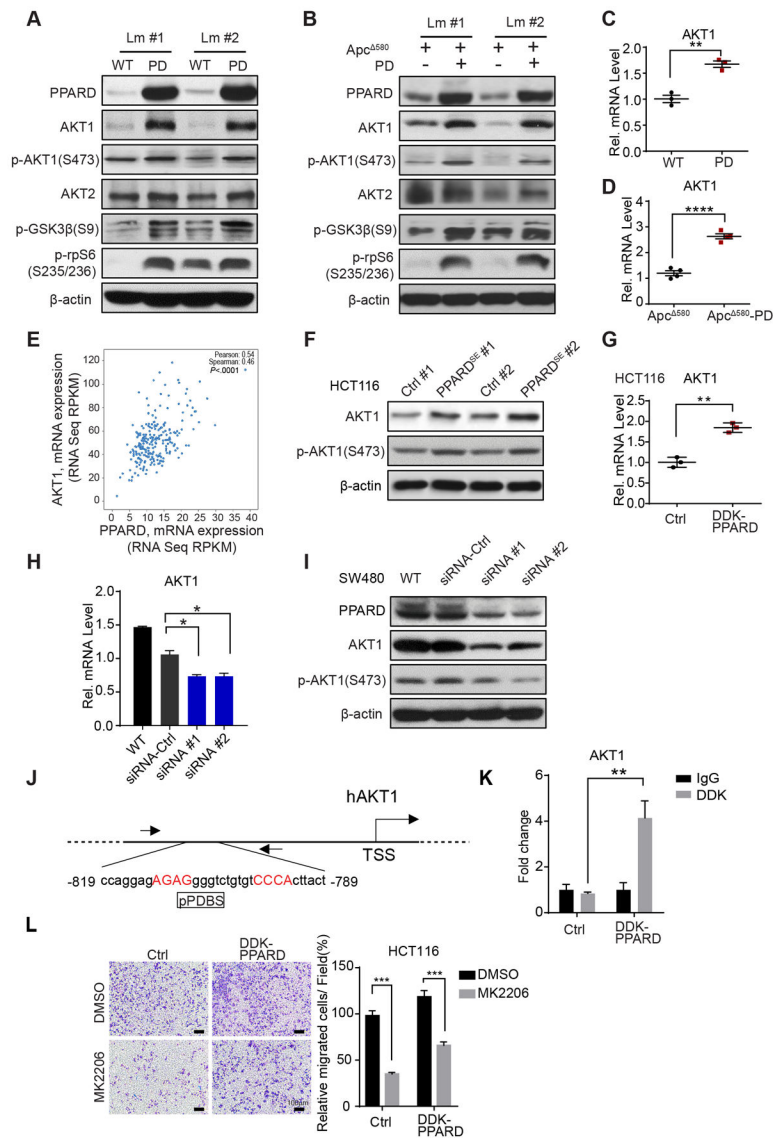 A
Lm #1 Lm #2
WT PD WT PD
PPARD
AKT1
p-AKT1(S473)
AKT2
p-GSK3β(S9)
p-rpS6
(S235/236)
β-actin
B
Lm #1 Lm #2
ApcΔ580 + + + +
PD - + - +
PPARD
AKT1
p-AKT1(S473)
AKT2
p-GSK3β(S9)
p-rpS6
(S235/236)
β-actin
C
AKT1
**
Rel. mRNA Level
2.0
1.5
1.0
0.5
0.0
WT PD
D
AKT1
****
Rel. mRNA Level
4
3
2
1
0
ApcΔ580 ApcΔ580-PD
E
Pearson: 0.54
Spearman: 0.46
P<.0001
AKT1, mRNA expression
(RNA Seq RPKM)
120
100
80
60
40
20
0
0 5 10 15 20 25 30 35 40
PPARD, mRNA expression
(RNA Seq RPKM)
F
HCT116
Ctrl #1 PPARDSE #1 Ctrl #2 PPARDSE #2
AKT1
p-AKT1(S473)
β-actin
G
HCT116 AKT1
**
Rel. mRNA Level
2.5
2.0
1.5
1.0
0.5
0.0
Ctrl DDK-
PPARD
H
AKT1
*
*
Rel. mRNA Level
2.0
1.5
1.0
0.5
0.0
WT siRNA-Ctrl siRNA #1 siRNA #2
I
SW480 WT siRNA-Ctrl siRNA #1 siRNA #2
PPARD
AKT1
p-AKT1(S473)
β-actin
J
hAKT1
TSS
-819 ccaggagAGAGgggtctgtgtCCCActtact -789
pPDBS
K
AKT1
IgG
DDK
**
Fold change
6
4
2
0
Ctrl DDK-
PPARD
L
Ctrl DDK-
PPARD
DMSO
MK2206
100μm
HCT116
DMSO
MK2206
*** ***
Relative migrated cells/ Field(%)
150
100
50
0
Ctrl DDK-
PPARD